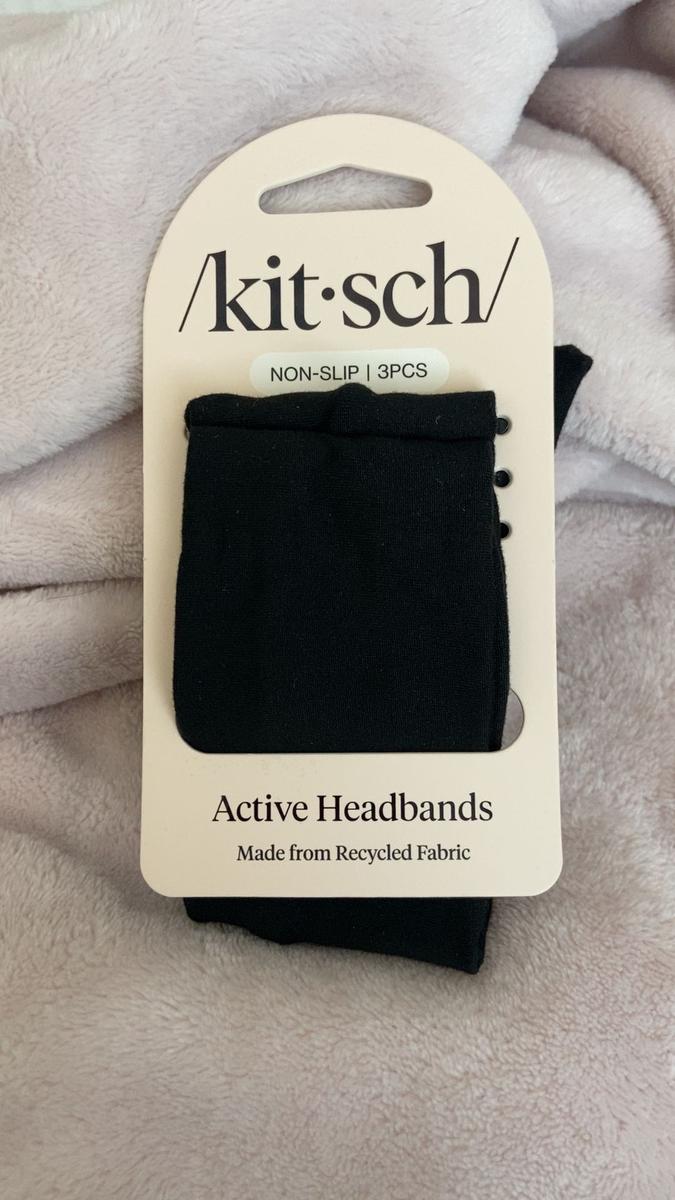 /kit·sch/
NON-SLIP | 3PCS
Active Headbands
Made from Recycled Fabric